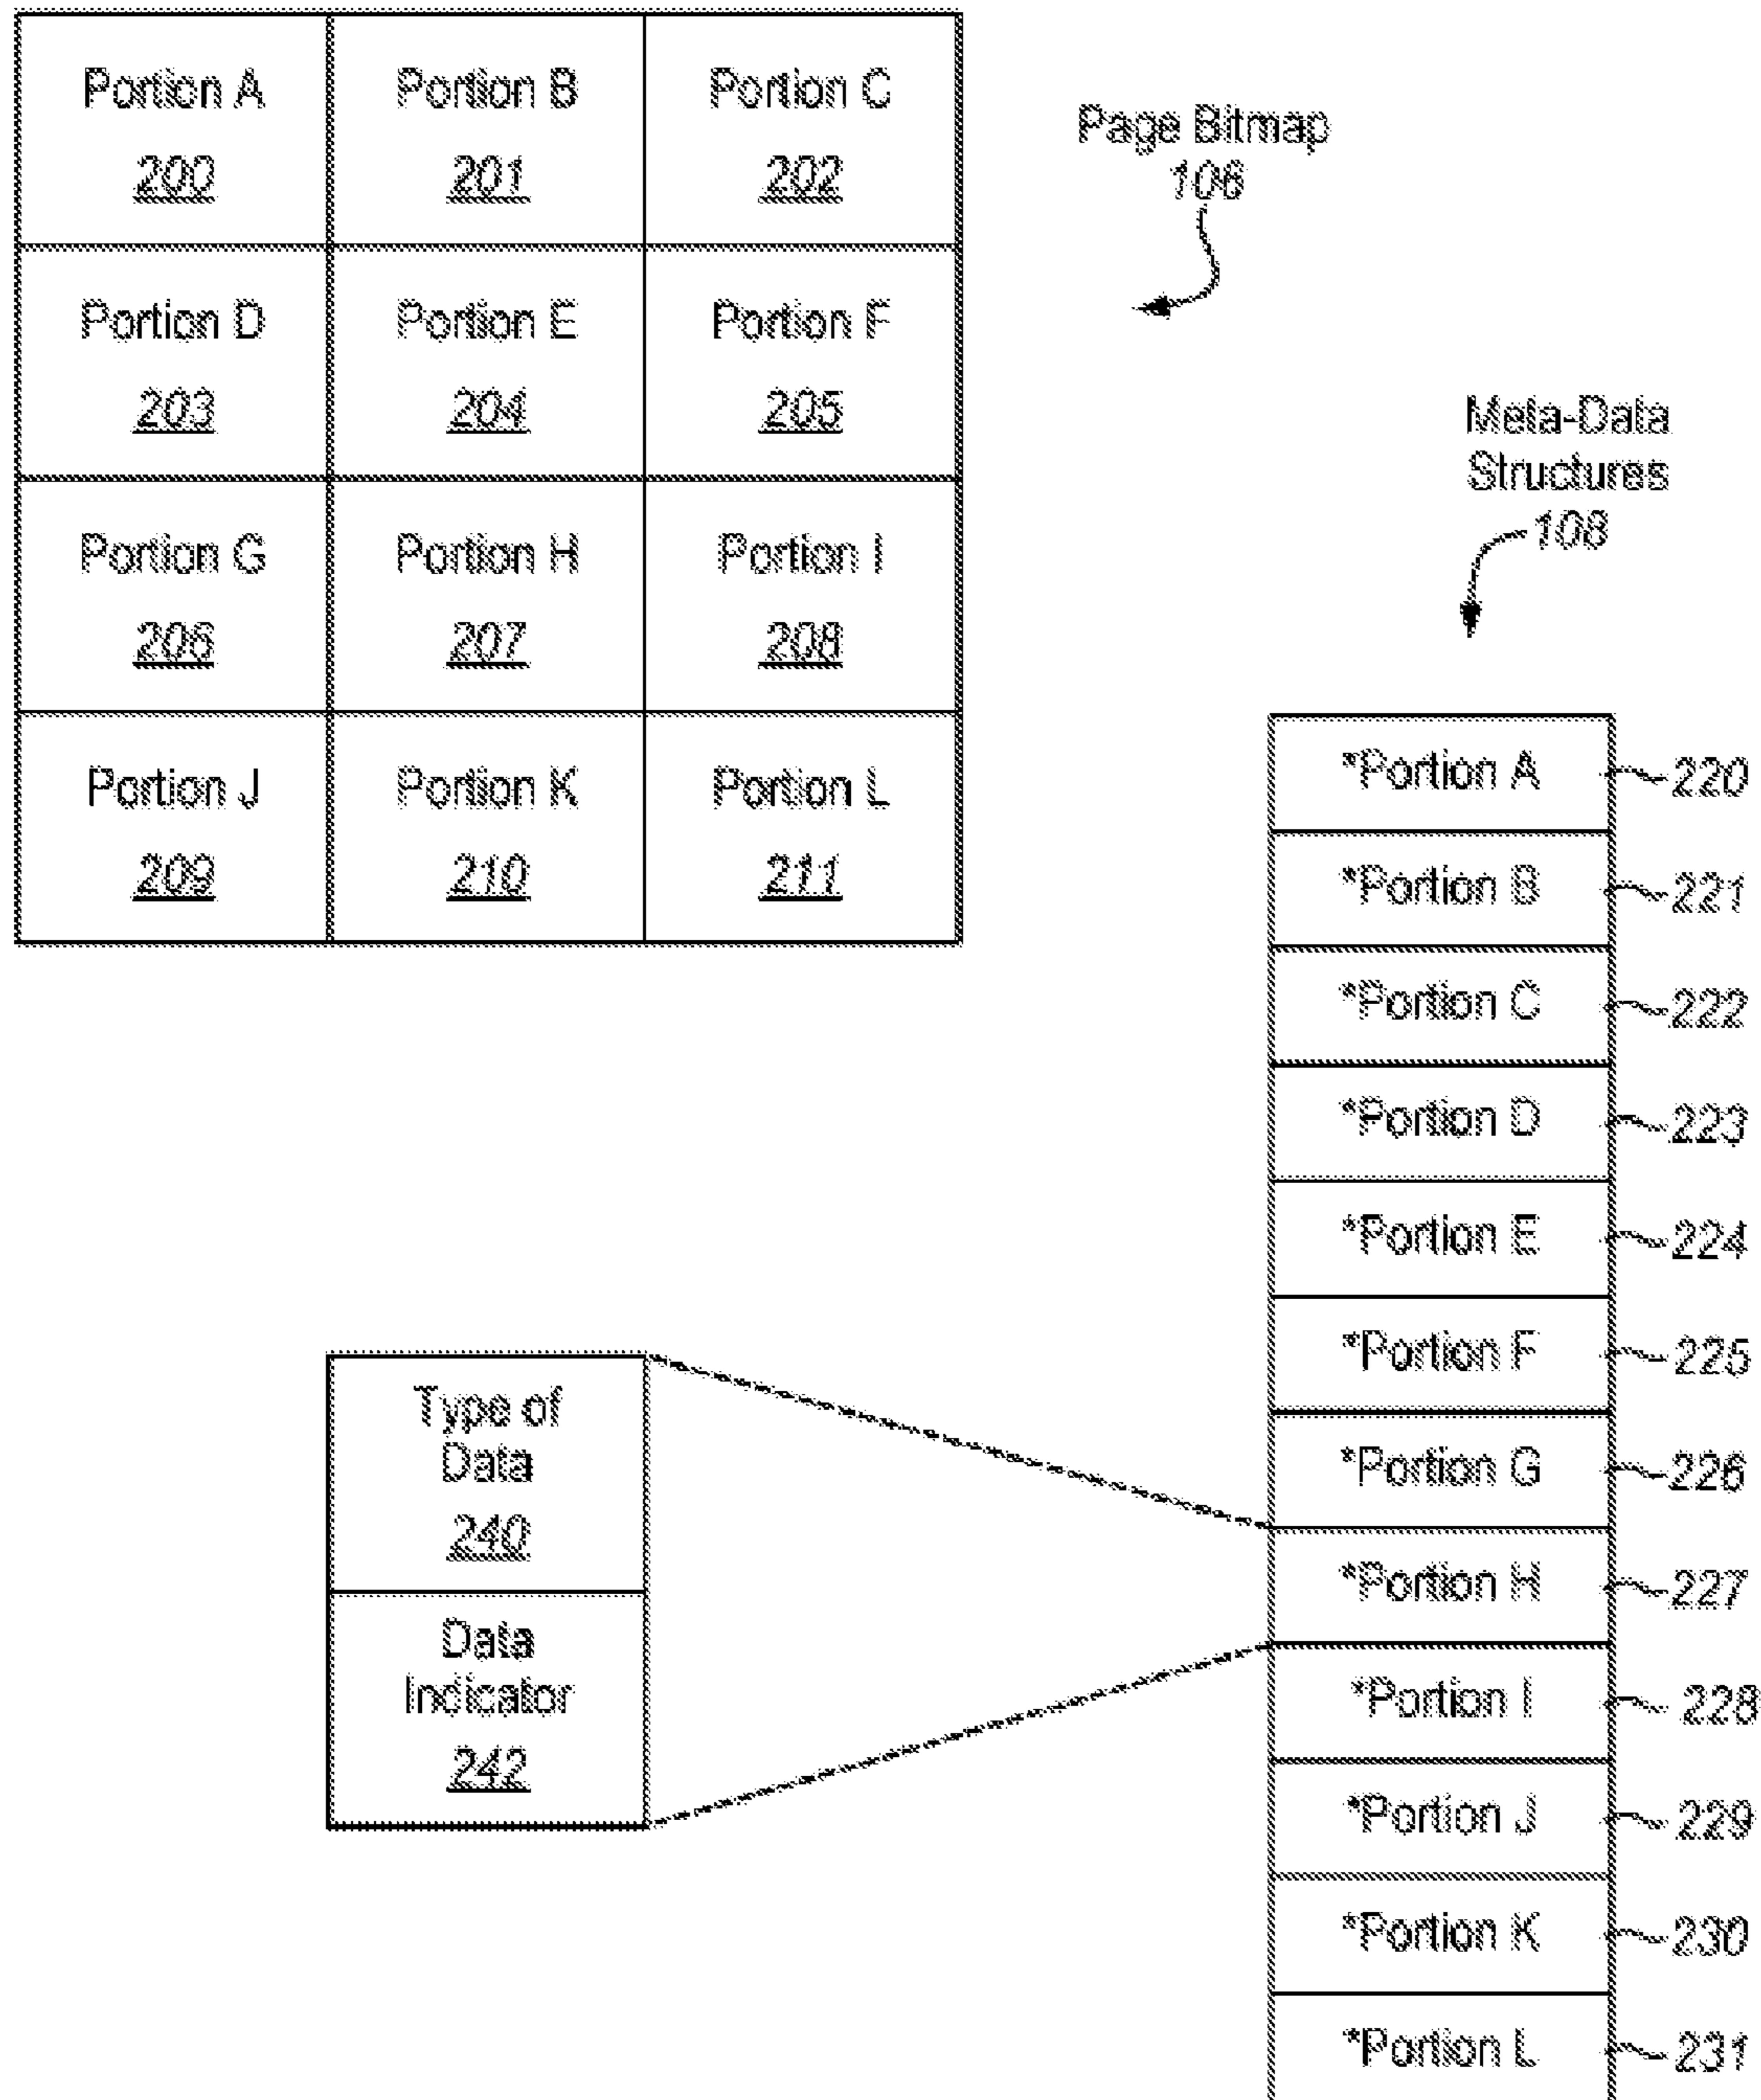 Portion A
200
Portion B
201
Portion C
202
Portion D
203
Portion E
204
Portion F
205
Portion G
206
Portion H
207
Portion I
208
Portion J
209
Portion K
210
Portion L
211
Page Bitmap
106
Meta-Data
Structures
108
*Portion A 220
*Portion B 221
*Portion C 222
*Portion D 223
*Portion E 224
*Portion F 225
*Portion G 226
*Portion H 227
*Portion I 228
*Portion J 229
*Portion K 230
*Portion L 231
Type of
Data
240
Data
Indicator
242